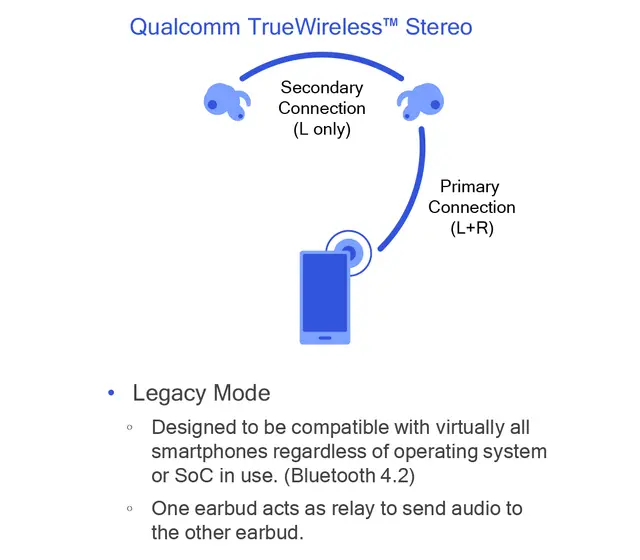 Qualcomm TrueWireless™ Stereo
Secondary
Connection
(L only)
Primary
Connection
(L+R)
• Legacy Mode
○ Designed to be compatible with virtually all
smartphones regardless of operating system
or SoC in use. (Bluetooth 4.2)
○ One earbud acts as relay to send audio to
the other earbud.